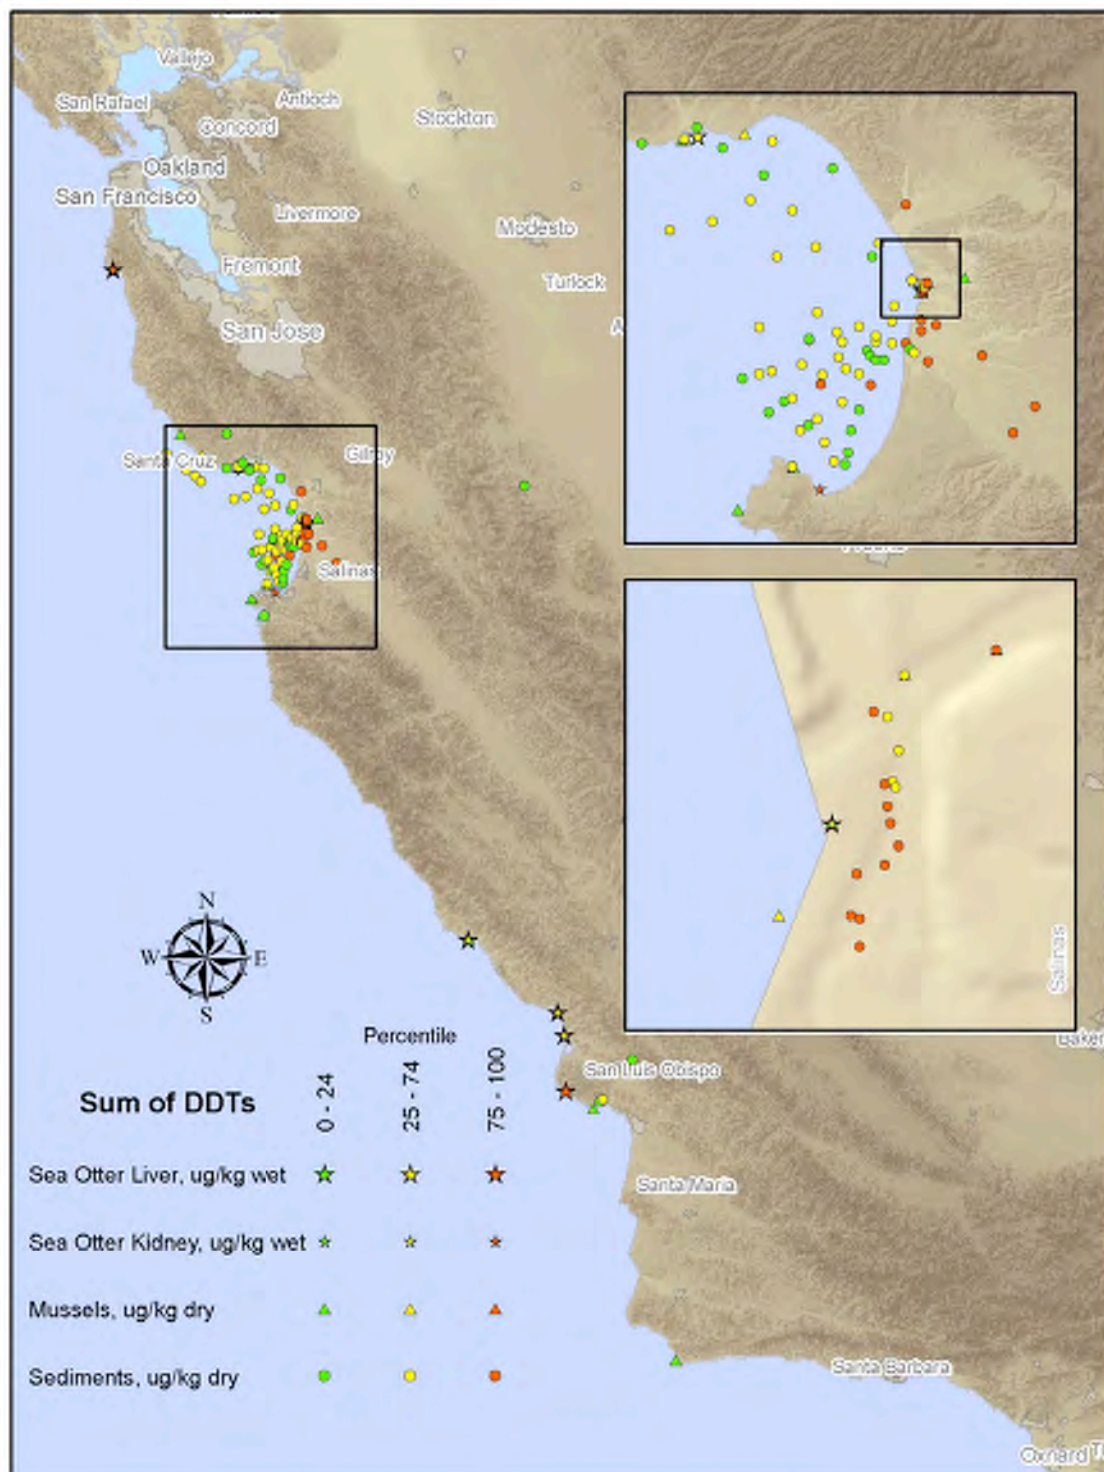 Vallejo
San Rafael
Antioch
Concord
Stockton
Oakland
San Francisco
Livermore
Modesto
Fremont
Turlock
San Jose
Santa Cruz
Gilroy
Salinas
Salinas
N
W E
S
Percentile
San Luis Obispo
Sum of DDTs
0 - 24
25 - 74
75 - 100
Sea Otter Liver, ug/kg wet
Santa Maria
Sea Otter Kidney, ug/kg wet
Mussels, ug/kg dry
Santa Barbara
Sediments, ug/kg dry
Oxnard